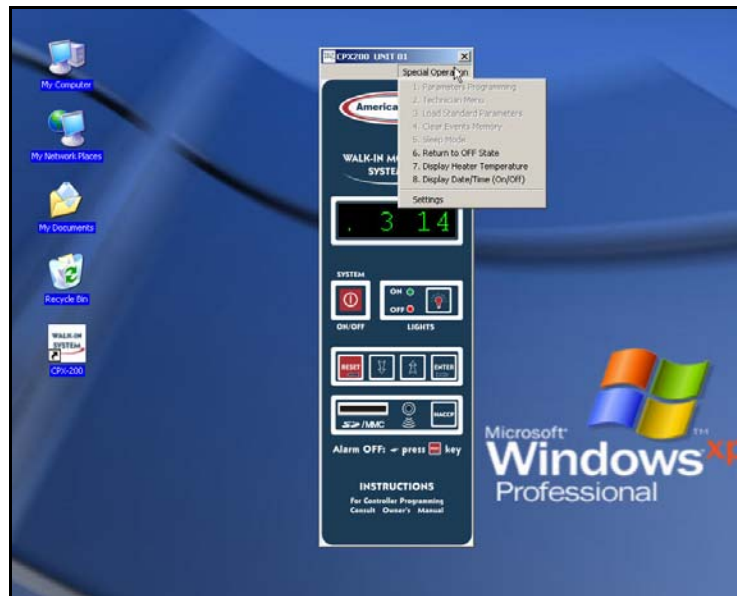 My Computer
My Network Places
My Documents
Recycle Bin
WALK-IN
SYSTEM
CPX-200
CPX200 UNIT 01
Special Operation
1. Parameters Programming
2. Technician Menu
3. Load Standard Parameters
4. Clear Events Memory
5. Sleep Mode
6. Return to OFF State
7. Display Heater Temperature
8. Display Date/Time (On/Off)
Settings
America
WALK-IN MO
SYSTE
. 3 14
SYSTEM
ON/OFF
ON
OFF
LIGHTS
RESET
ENTER
SD/MMC
HACCP
Alarm OFF: press key
INSTRUCTIONS
For Controller Programming
Consult Owner's Manual
Microsoft
Windows xp
Professional